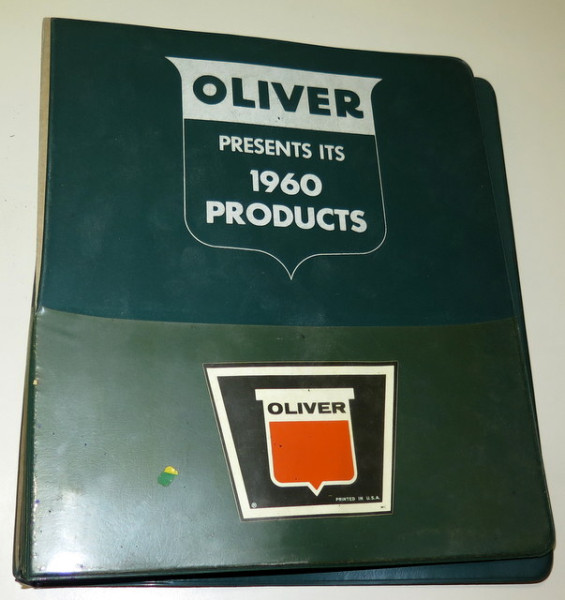 OLIVER
PRESENTS ITS
1960
PRODUCTS
OLIVER
®
PRINTED IN U.S.A.